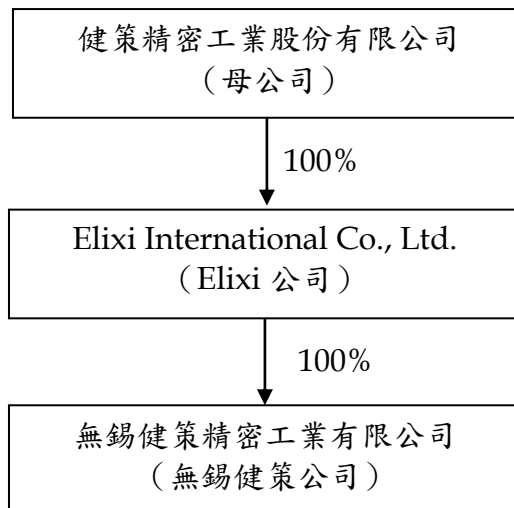 健策精密工業股份有限公司
（母公司）
100%
Elixi International Co., Ltd.
（Elixi 公司）
100%
無錫健策精密工業有限公司
（無錫健策公司）